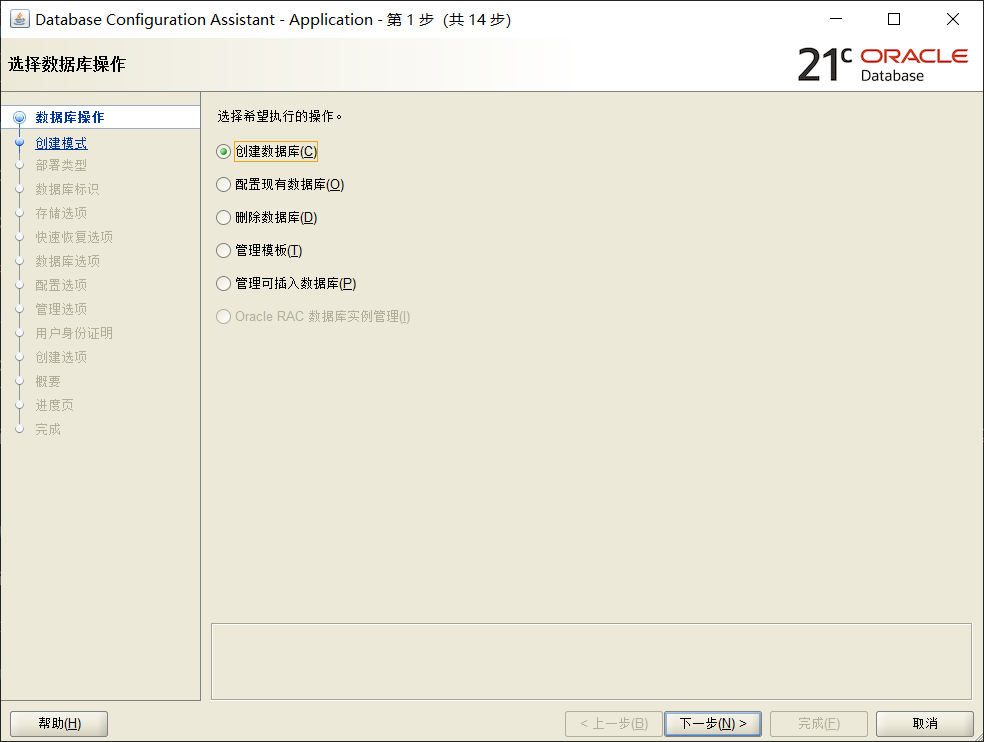 Database Configuration Assistant - Application - 第 1 步（共 14 步）
选择数据库操作
21c ORACLE
Database
数据库操作
创建模式
部署类型
数据库标识
存储选项
快速恢复选项
数据库选项
配置选项
管理选项
用户身份证明
创建选项
概要
进度页
完成
选择希望执行的操作。
创建数据库(C)
配置现有数据库(O)
删除数据库(D)
管理模板(T)
管理可插入数据库(P)
Oracle RAC 数据库实例管理(I)
帮助(H)
< 上一步(B)
下一步(N) >
完成(F)
取消